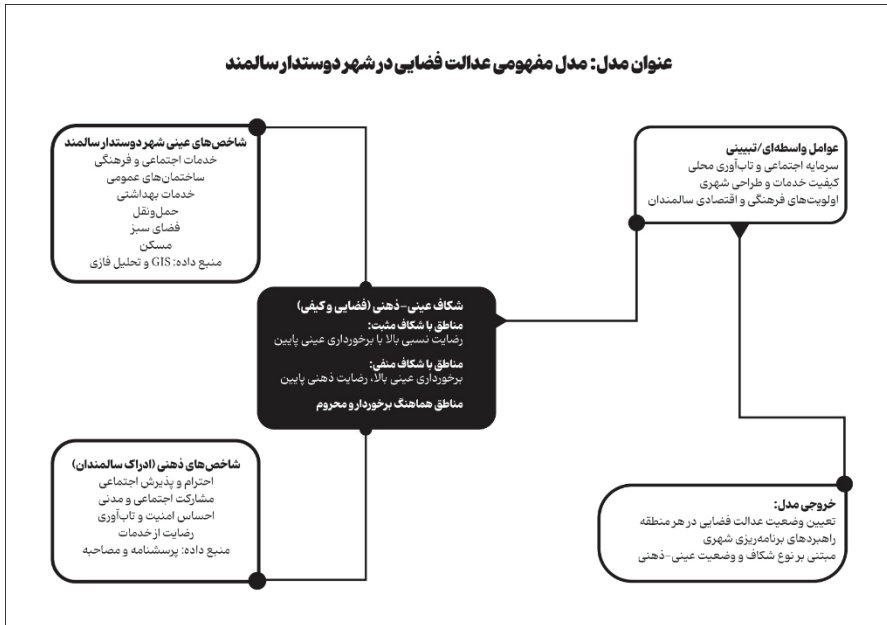 عنوان مدل: مدل مفهومی عدالت فضایی در شهر دوستدار سالمند
شاخص‌های عینی شهر دوستدار سالمند
خدمات اجتماعی و فرهنگی
ساختمان‌های عمومی
خدمات بهداشتی
حمل‌ونقل
فضای سبز
مسکن
منبع داده: GIS و تحلیل فازی
عوامل واسطه‌ای/تبیینی
سرمایه اجتماعی و تاب‌آوری محلی
کیفیت خدمات و طراحی شهری
اولویت‌های فرهنگی و اقتصادی سالمندان
شکاف عینی-ذهنی (فضایی و کیفی)
مناطق با شکاف مثبت:
رضایت نسبی بالا با برخورداری عینی پایین
مناطق با شکاف منفی:
برخورداری عینی بالا، رضایت ذهنی پایین
مناطق هماهنگ برخوردار و محروم
شاخص‌های ذهنی (ادراک سالمندان)
احترام و پذیرش اجتماعی
مشارکت اجتماعی و مدنی
احساس امنیت و تاب‌آوری
رضایت از خدمات
منبع داده: پرسشنامه و مصاحبه
خروجی مدل:
تعیین وضعیت عدالت فضایی در هر منطقه
راهبردهای برنامه‌ریزی شهری
مبتنی بر نوع شکاف و وضعیت عینی-ذهنی